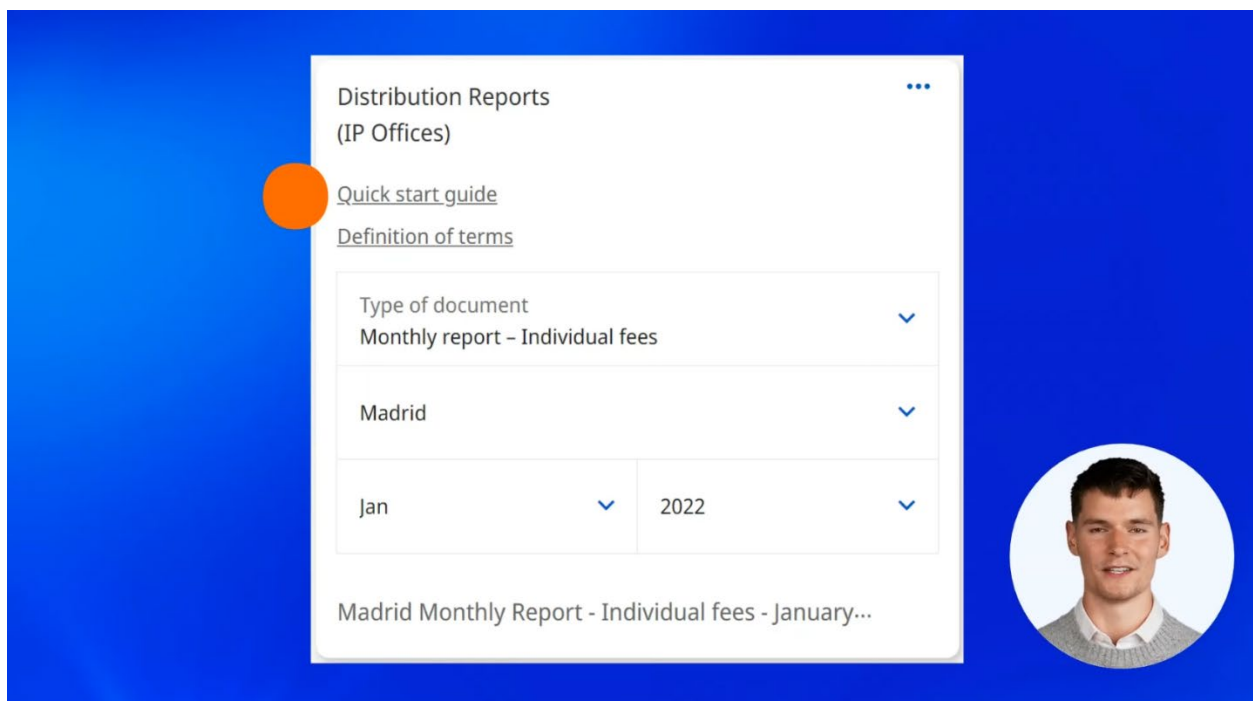 Distribution Reports
(IP Offices)
Quick start guide
Definition of terms
Type of document
Monthly report – Individual fees
Madrid
Jan
2022
Madrid Monthly Report - Individual fees - January...